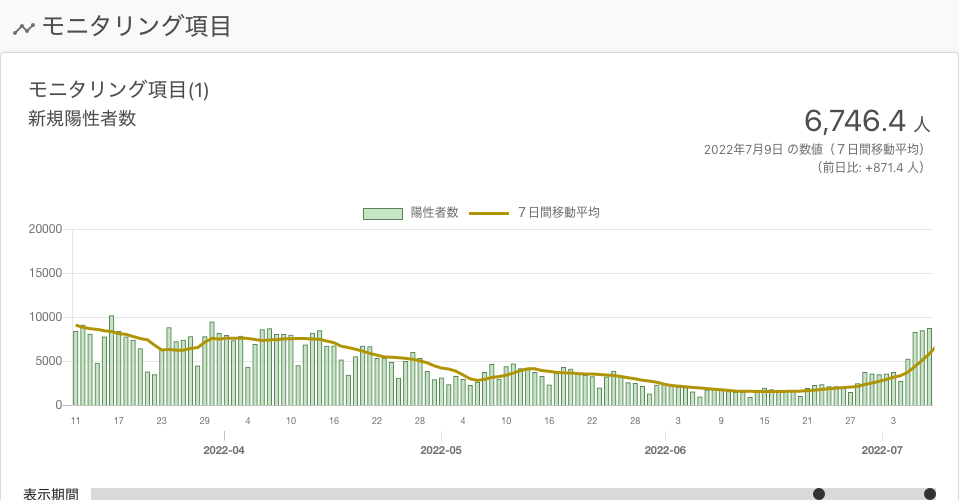 モニタリング項目
モニタリング項目(1)
新規陽性者数
6,746.4 人
2022年7月9日 の数値（７日間移動平均）
（前日比: +871.4 人）
陽性者数 ７日間移動平均
20000
15000
10000
5000
0
11 17 23 29 4 10 16 22 28 4 10 16 22 28 3 9 15 21 27 3
2022-04 2022-05 2022-06 2022-07
表示期間